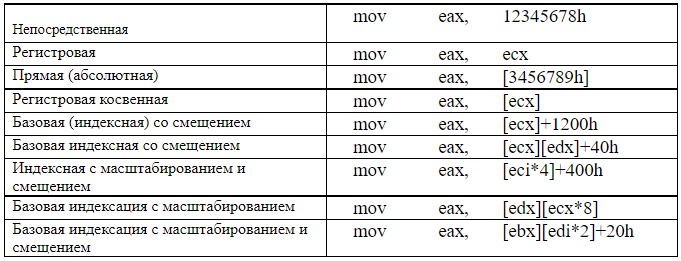 Непосредственная mov eax, 12345678h
Регистровая mov eax, ecx
Прямая (абсолютная) mov eax, [3456789h]
Регистровая косвенная mov eax, [ecx]
Базовая (индексная) со смещением mov eax, [ecx]+1200h
Базовая индексная со смещением mov eax, [ecx][edx]+40h
Индексная с масштабированием и mov eax, [eci*4]+400h
смещением
Базовая индексация с масштабированием mov eax, [edx][ecx*8]
Базовая индексация с масштабированием и mov eax, [ebx][edi*2]+20h
смещением